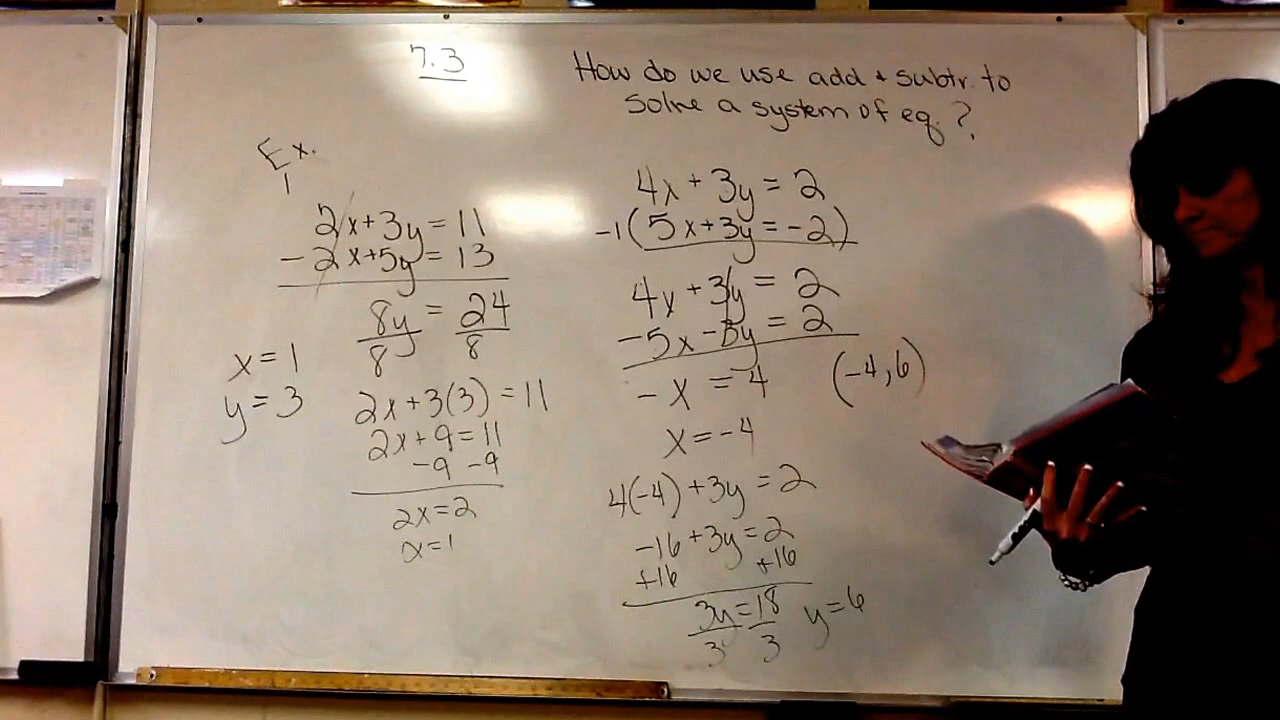 7.3
How do we use add + subtr. to
solve a system of eq.?
Ex.
1
2x+3y=11
-2x+5y=13
8y = 24
8 8
x=1
y=3
2x+3(3)=11
2x+9=11
-9 -9
2x=2
x=1
4x+3y=2
-1(5x+3y=-2)
4x+3y=2
-5x-3y=2
-x=4
(-4,6)
x=-4
4(-4)+3y=2
-16+3y=2
+16 +16
3y=18
3 3
y=6